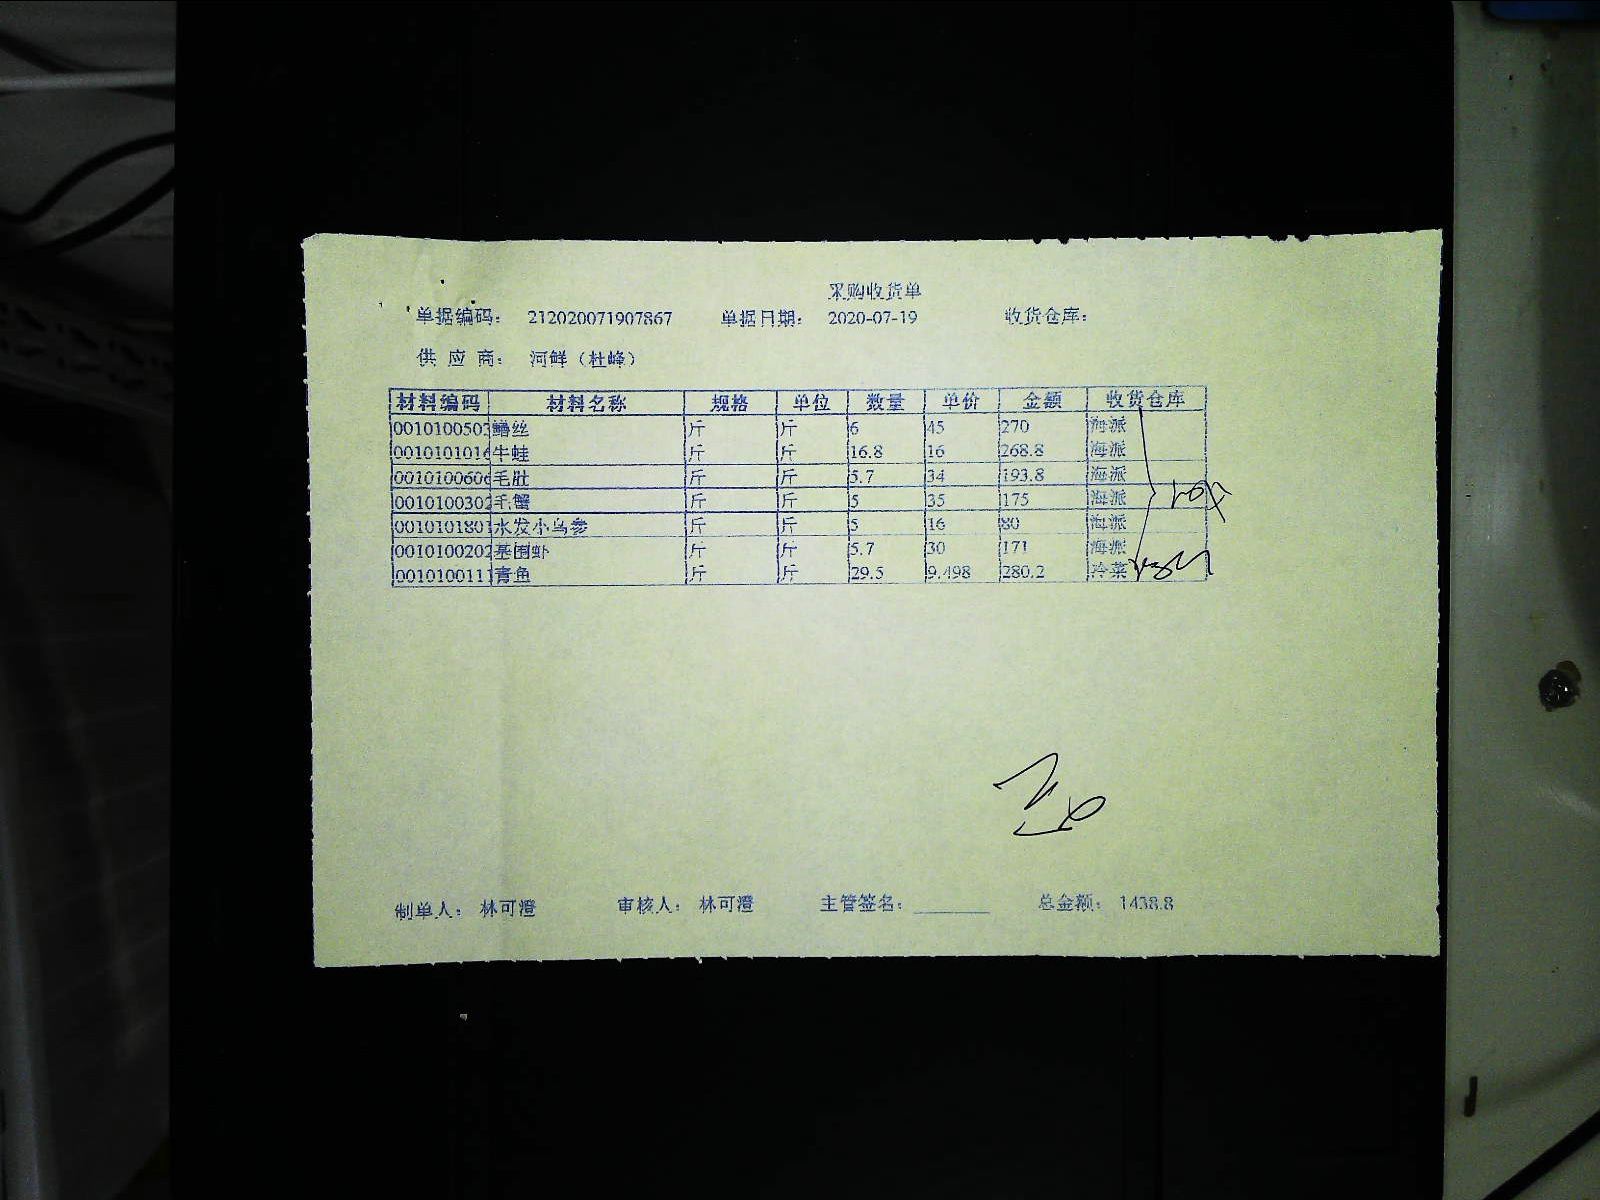 采购收货单
单据编码: 212020071907867 单据日期: 2020-07-19 收货仓库:
供 应 商: 河鲜（杜峰）
材料编码 材料名称 规格 单位 数量 单价 金额 收货仓库
0010100503 鳝丝 斤 斤 6 45 270 海派
0010101016 牛蛙 斤 斤 16.8 16 268.8 海派
0010100606 毛肚 斤 斤 5.7 34 193.8 海派
0010100302 毛蟹 斤 斤 5 35 175 海派
0010101801 水发小乌参 斤 斤 5 16 80 海派
0010100202 基围虾 斤 斤 5.7 30 171 海派
0010100111 青鱼 斤 斤 29.5 9.498 280.2 冷菜
制单人: 林可澄 审核人: 林可澄 主管签名: 总金额: 1438.8